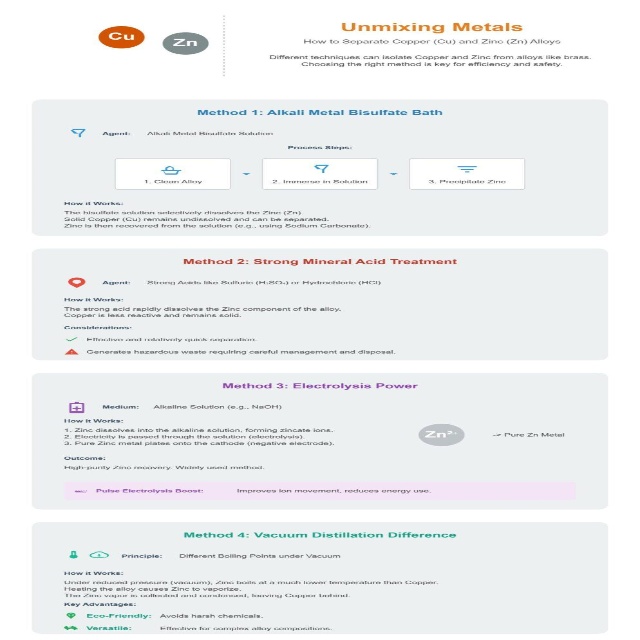 Cu
Zn
Unmixing Metals
How to Separate Copper (Cu) and Zinc (Zn) Alloys
Different techniques can isolate Copper and Zinc from alloys like brass.
Choosing the right method is key for efficiency and safety.
Method 1: Alkali Metal Bisulfate Bath
Agent: Alkali Metal Bisulfate Solution
Process Steps:
1. Clean Alloy
2. Immerse in Solution
3. Precipitate Zinc
How it Works:
The bisulfate solution selectively dissolves the Zinc (Zn).
Solid Copper (Cu) remains undissolved and can be separated.
Zinc is then recovered from the solution (e.g., using Sodium Carbonate).
Method 2: Strong Mineral Acid Treatment
Agent: Strong Acids like Sulfuric (H₂SO₄) or Hydrochloric (HCl)
How it Works:
The strong acid rapidly dissolves the Zinc component of the alloy.
Copper is less reactive and remains solid.
Considerations:
Effective and relatively quick separation.
Generates hazardous waste requiring careful management and disposal.
Method 3: Electrolysis Power
Medium: Alkaline Solution (e.g., NaOH)
How it Works:
1. Zinc dissolves into the alkaline solution, forming zincate ions.
2. Electricity is passed through the solution (electrolysis).
3. Pure Zinc metal plates onto the cathode (negative electrode).
Zn²⁺
Pure Zn Metal
Outcome:
High-purity Zinc recovery. Widely used method.
Pulse Electrolysis Boost: Improves ion movement, reduces energy use.
Method 4: Vacuum Distillation Difference
Principle: Different Boiling Points under Vacuum
How it Works:
Under reduced pressure (vacuum), Zinc boils at a much lower temperature than Copper.
Heating the alloy causes Zinc to vaporize.
The Zinc vapor is collected and condensed, leaving Copper behind.
Key Advantages:
Eco-Friendly: Avoids harsh chemicals.
Versatile: Effective for complex alloy compositions.